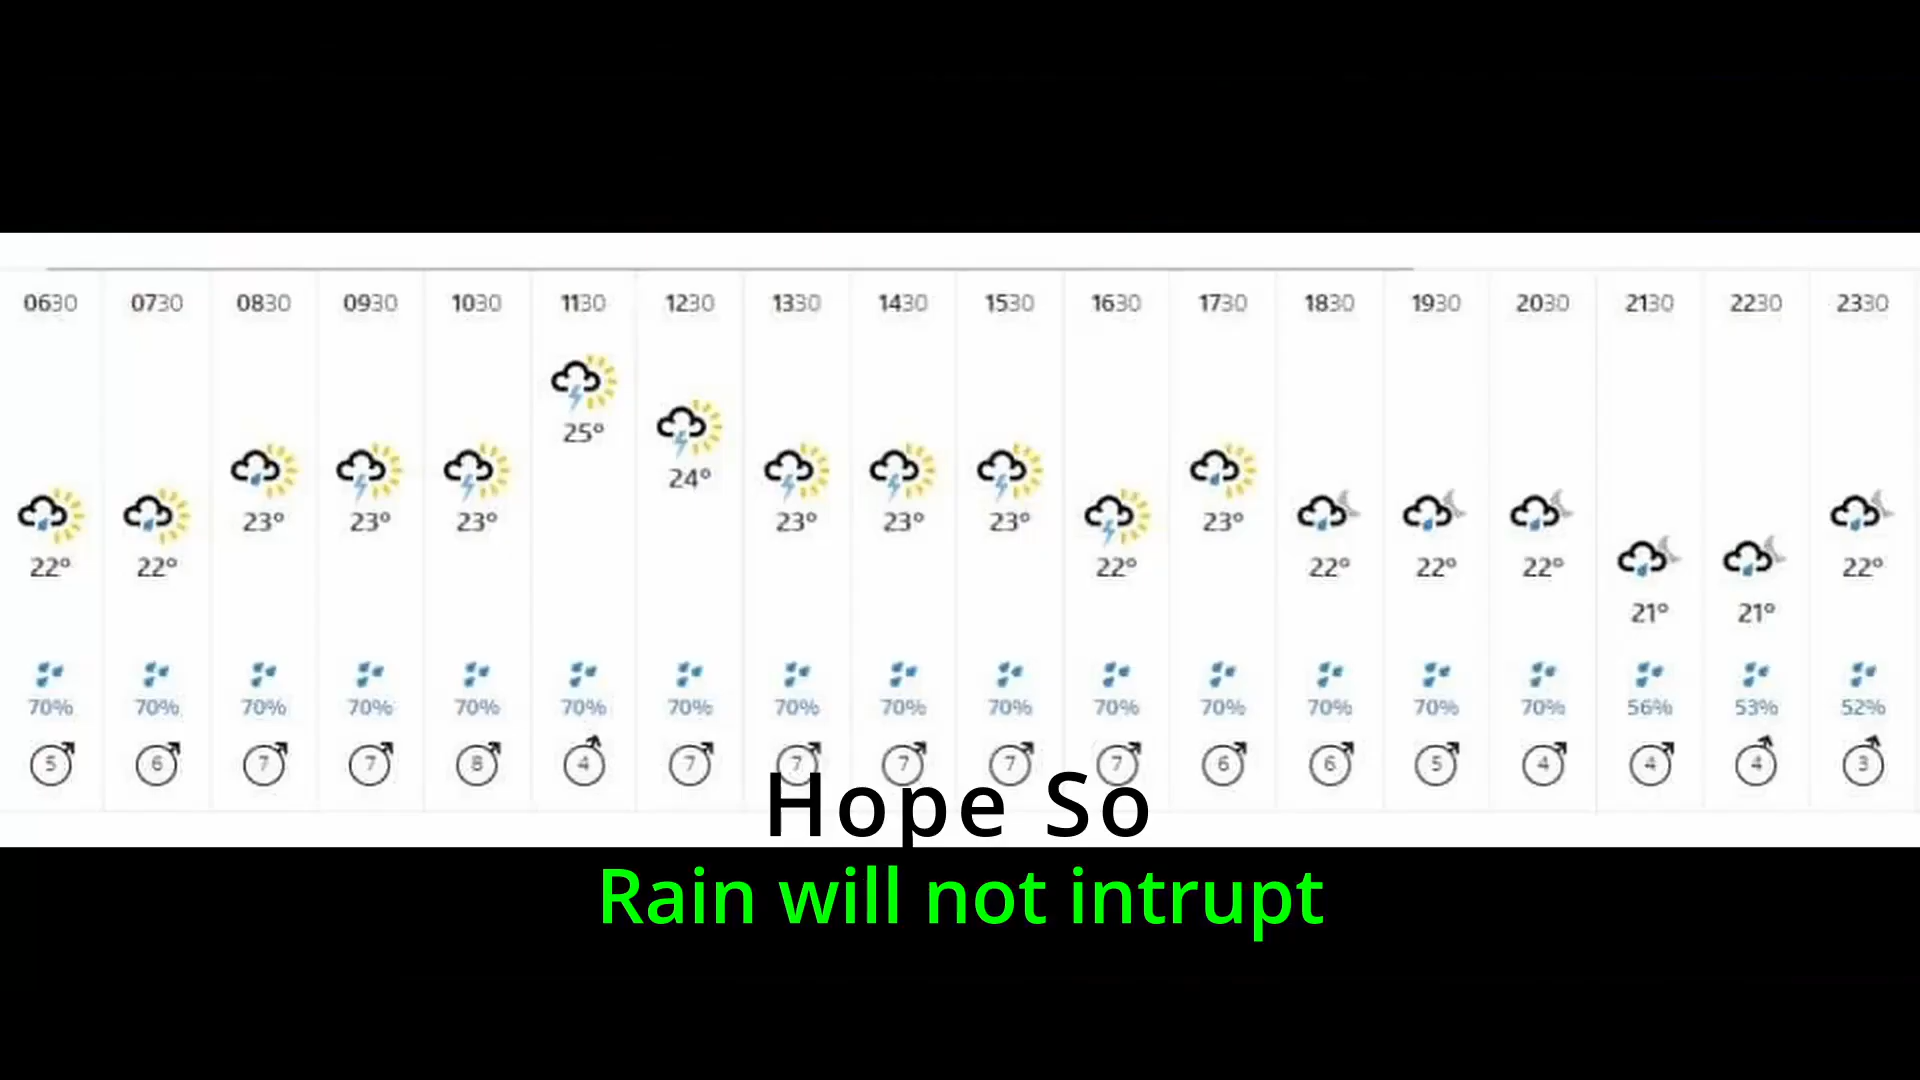 0630 0730 0830 0930 1030 1130 1230 1330 1430 1530 1630 1730 1830 1930 2030 2130 2230 2330
22° 22° 23° 23° 23° 25° 24° 23° 23° 23° 22° 23° 22° 22° 22° 21° 21° 22°
70% 70% 70% 70% 70% 70% 70% 70% 70% 70% 70% 70% 70% 70% 70% 56% 53% 52%
5 6 7 7 8 4 7 7 7 7 7 6 6 5 4 4 4 3
Hope So
Rain will not intrupt